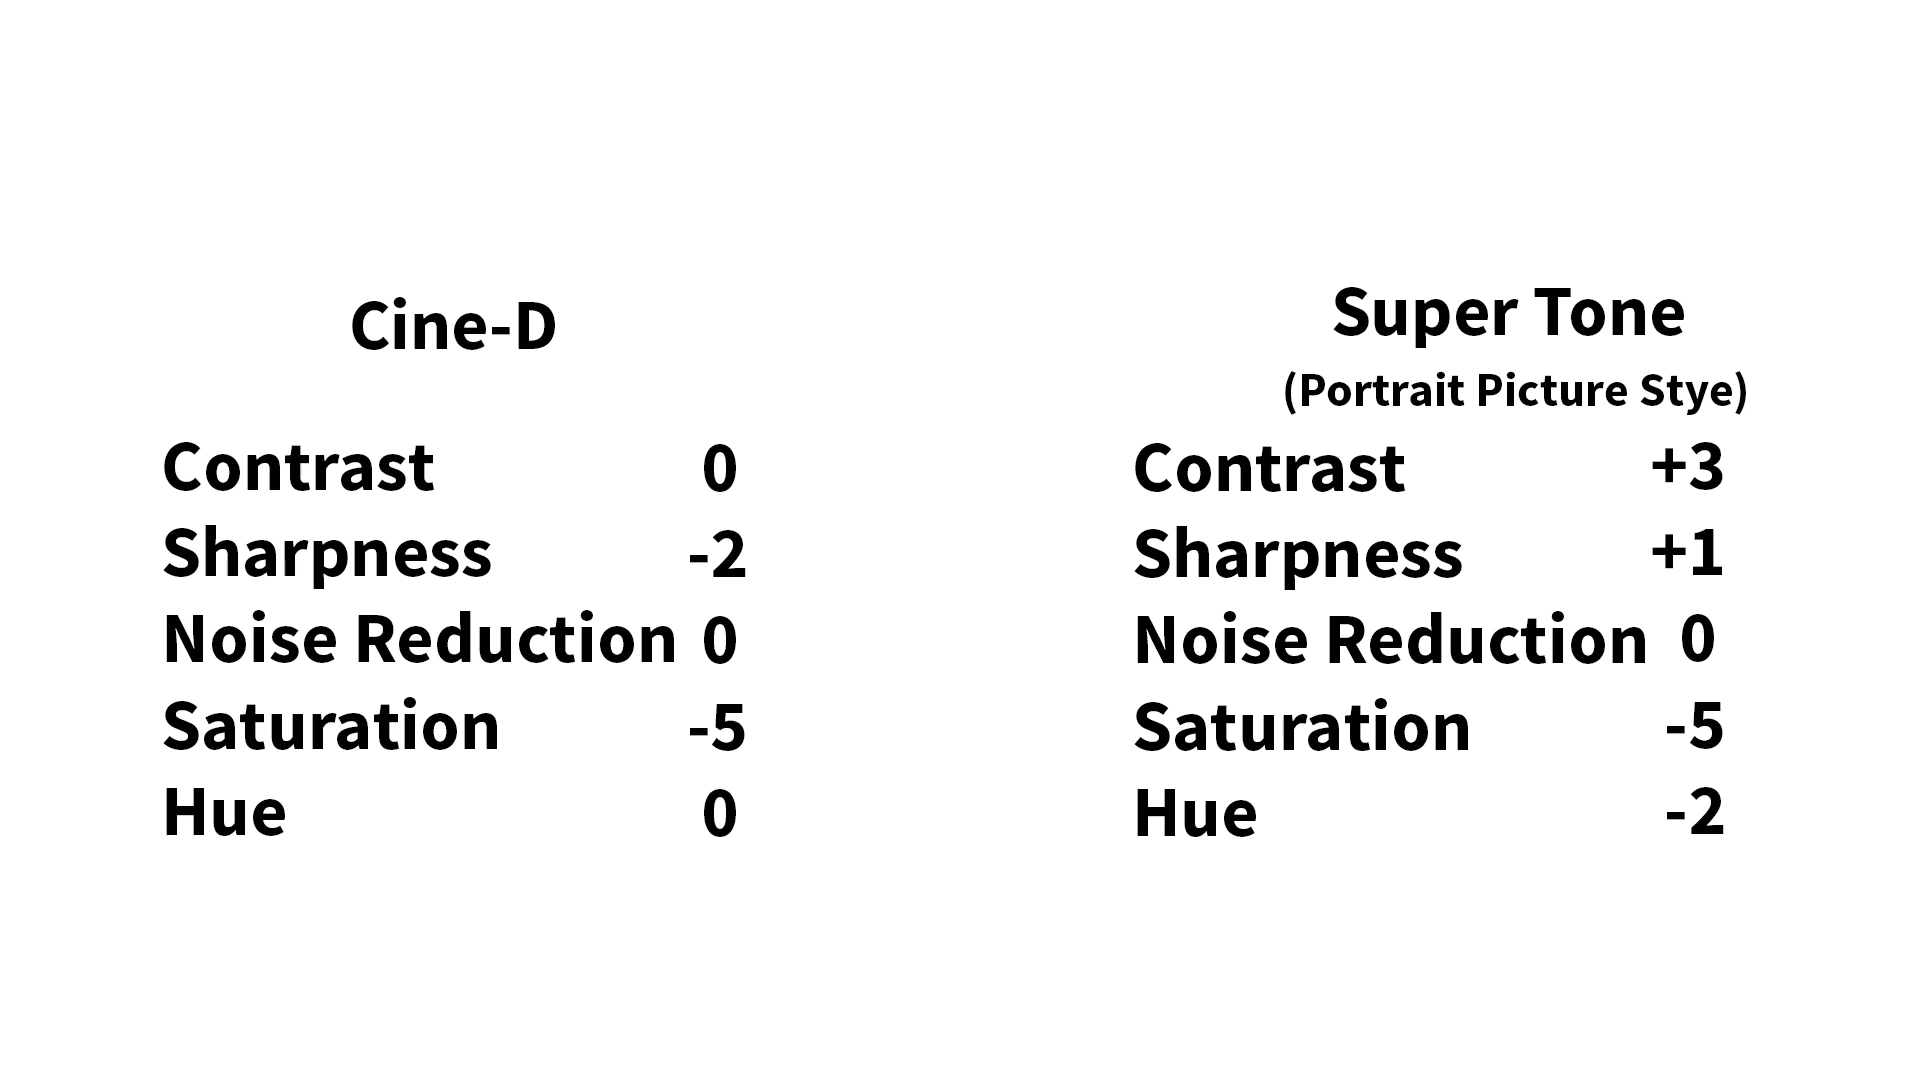 Cine-D
Contrast 0
Sharpness -2
Noise Reduction 0
Saturation -5
Hue 0
Super Tone
(Portrait Picture Stye)
Contrast +3
Sharpness +1
Noise Reduction 0
Saturation -5
Hue -2